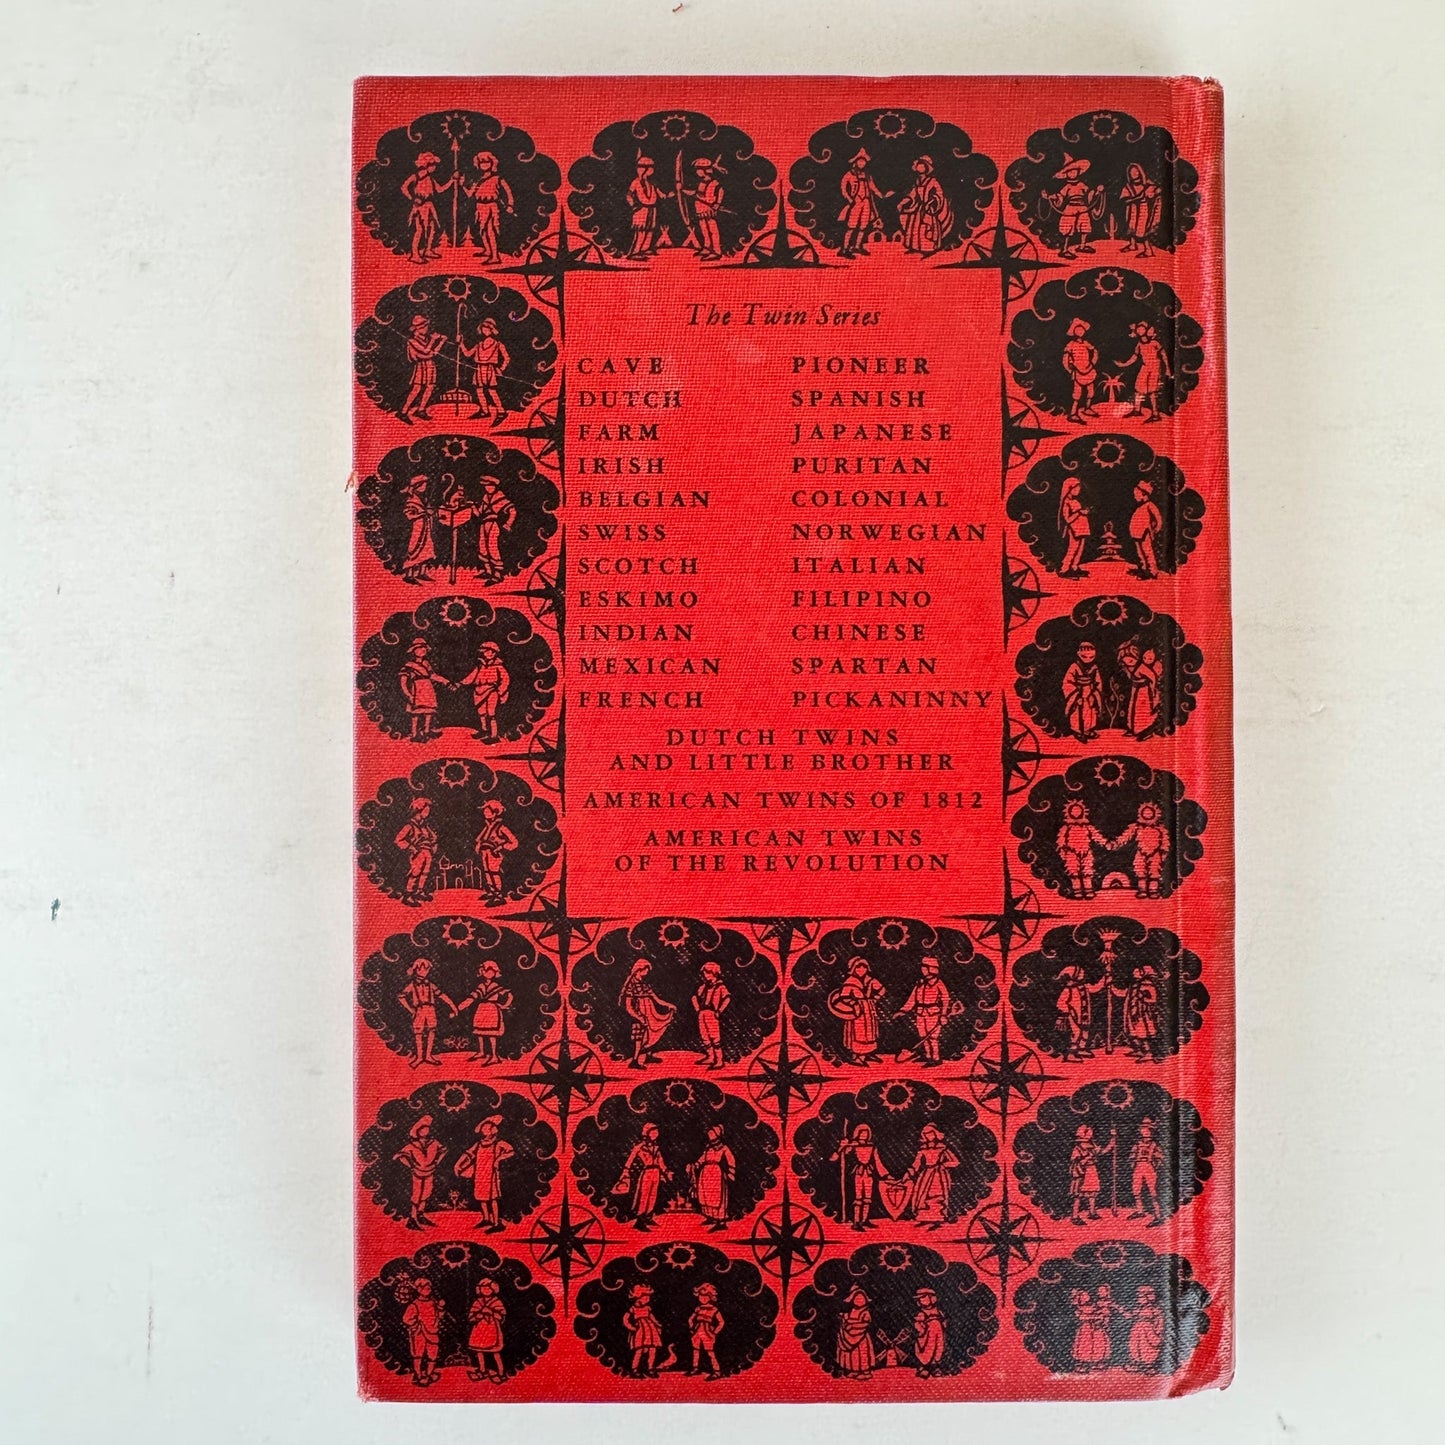 The Twin Series
CAVE
DUTCH
FARM
IRISH
BELGIAN
SWISS
SCOTCH
ESKIMO
INDIAN
MEXICAN
FRENCH
PIONEER
SPANISH
JAPANESE
PURITAN
COLONIAL
NORWEGIAN
ITALIAN
FILIPINO
CHINESE
SPARTAN
PICKANINNY
DUTCH TWINS
AND LITTLE BROTHER
AMERICAN TWINS OF 1812
AMERICAN TWINS
OF THE REVOLUTION